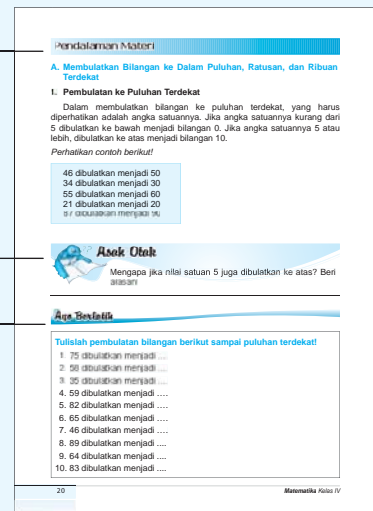 Pendalaman Materi
A. Membulatkan Bilangan ke Dalam Puluhan, Ratusan, dan Ribuan
Terdekat
1. Pembulatan ke Puluhan Terdekat
Dalam membulatkan bilangan ke puluhan terdekat, yang harus
diperhatikan adalah angka satuannya. Jika angka satuannya kurang dari
5 dibulatkan ke bawah menjadi bilangan 0. Jika angka satuannya 5 atau
lebih, dibulatkan ke atas menjadi bilangan 10.
Perhatikan contoh berikut!
46 dibulatkan menjadi 50
34 dibulatkan menjadi 30
55 dibulatkan menjadi 60
21 dibulatkan menjadi 20
87 dibulatkan menjadi 90
Asak Otak
Mengapa jika nilai satuan 5 juga dibulatkan ke atas? Beri
alasan!
Ayo Berlatih
Tulislah pembulatan bilangan berikut sampai puluhan terdekat!
1. 75 dibulatkan menjadi ....
2. 58 dibulatkan menjadi ....
3. 35 dibulatkan menjadi ....
4. 59 dibulatkan menjadi ....
5. 82 dibulatkan menjadi ....
6. 65 dibulatkan menjadi ....
7. 46 dibulatkan menjadi ....
8. 89 dibulatkan menjadi ....
9. 64 dibulatkan menjadi ....
10. 83 dibulatkan menjadi ....
20
Matematika Kelas IV